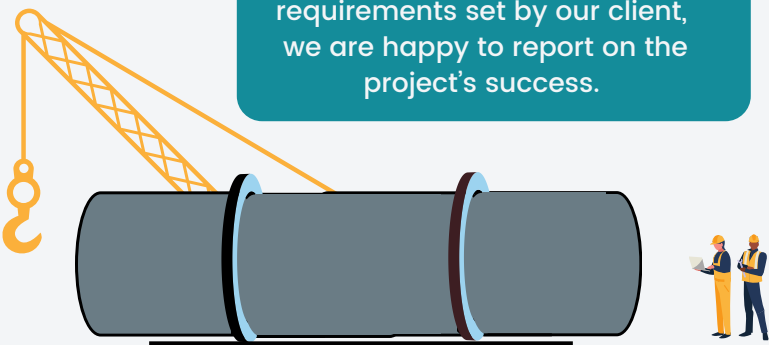 requirements set by our client,
we are happy to report on the
project’s success.